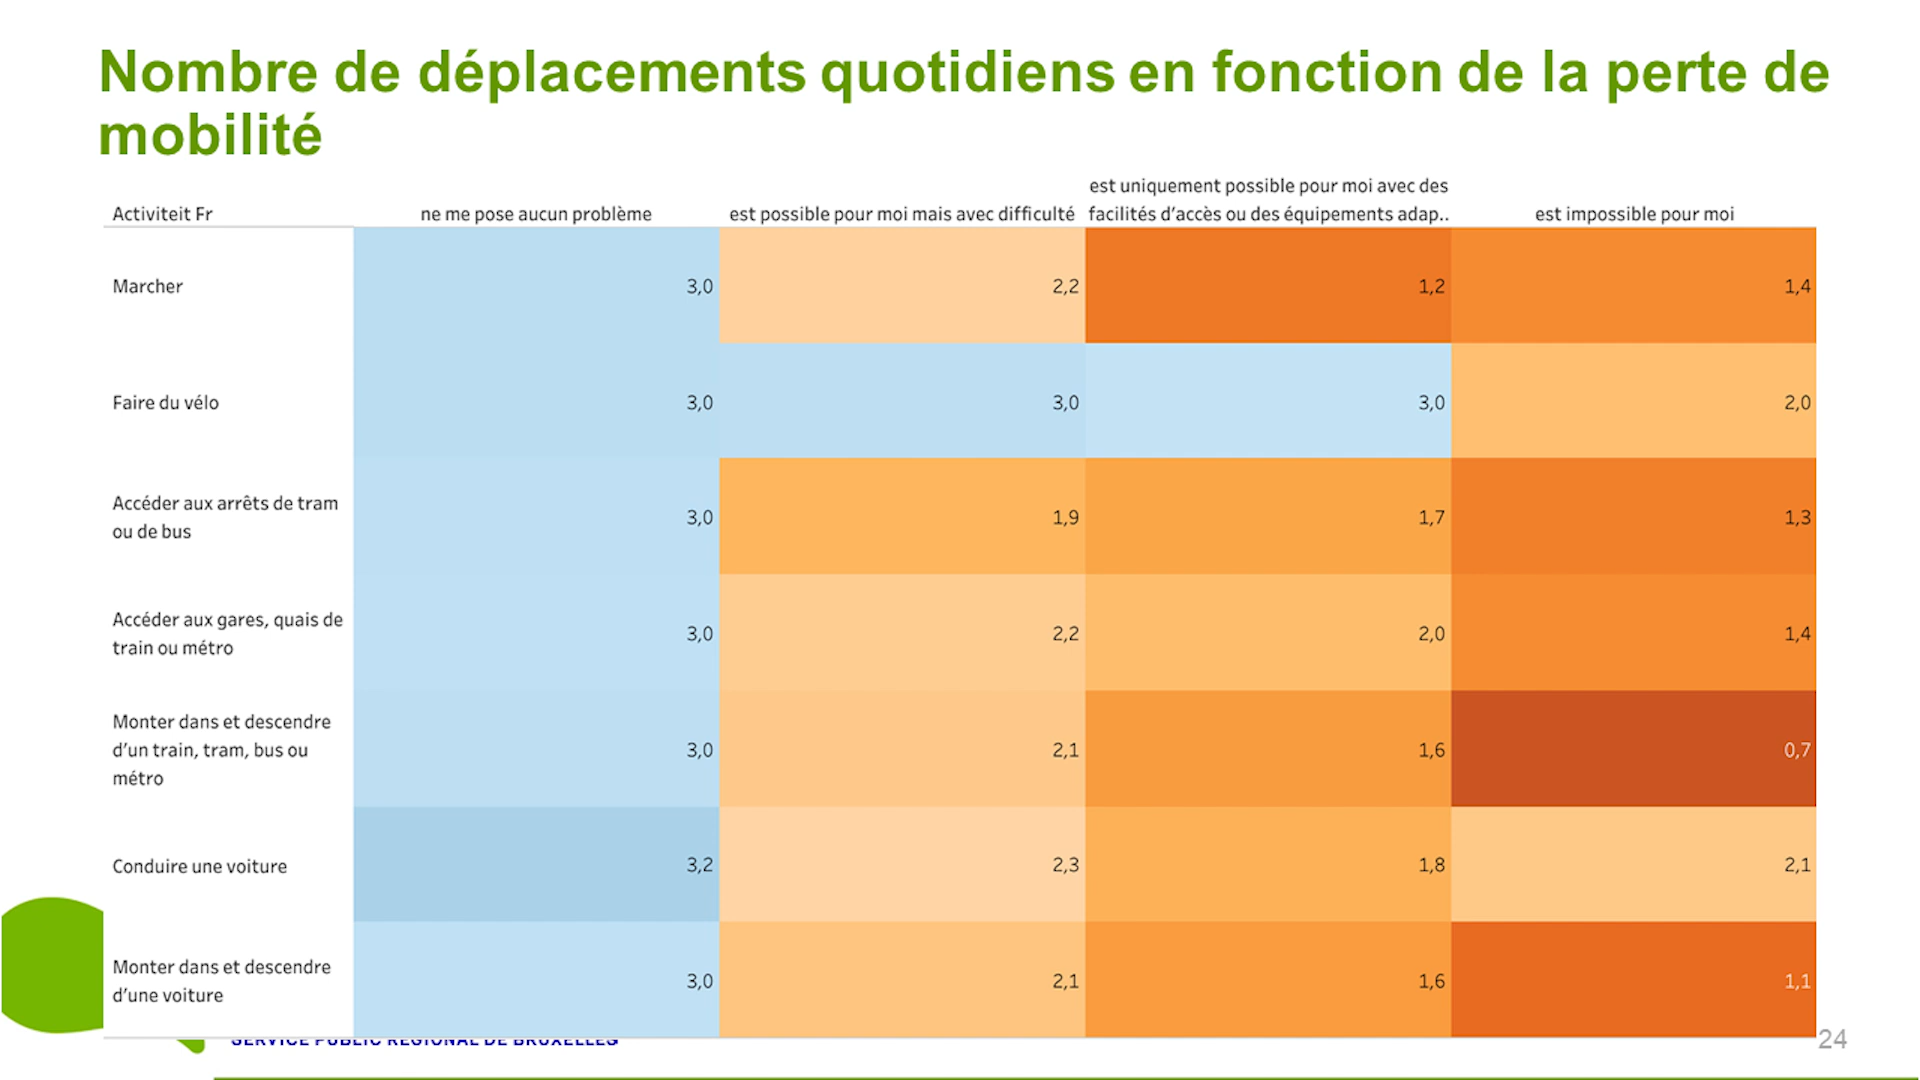 Nombre de déplacements quotidiens en fonction de la perte de
mobilité
est uniquement possible pour moi avec des
Activiteit Fr ne me pose aucun problème est possible pour moi mais avec difficulté facilités d’accès ou des équipements adap.. est impossible pour moi
Marcher 3,0 2,2 1,2 1,4
Faire du vélo 3,0 3,0 3,0 2,0
Accéder aux arrêts de tram
ou de bus 3,0 1,9 1,7 1,3
Accéder aux gares, quais de
train ou métro 3,0 2,2 2,0 1,4
Monter dans et descendre
d’un train, tram, bus ou
métro 3,0 2,1 1,6 0,7
Conduire une voiture 3,2 2,3 1,8 2,1
Monter dans et descendre
d’une voiture 3,0 2,1 1,6 1,1
SERVICE PUBLIC RÉGIONAL DE BRUXELLES
24